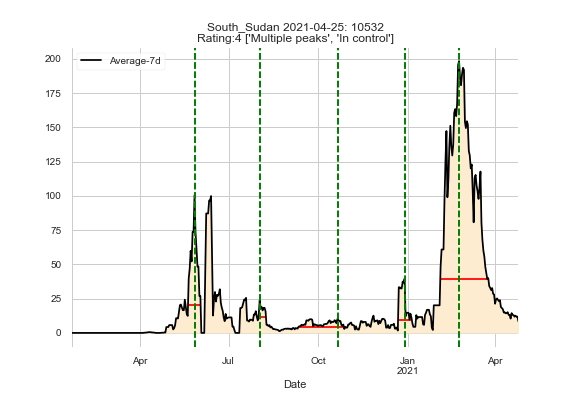 South_Sudan 2021-04-25: 10532
Rating:4 ['Multiple peaks', 'In control']
Average-7d
200
175
150
125
100
75
50
25
0
Apr
Jul
Oct
Jan
2021
Apr
Date